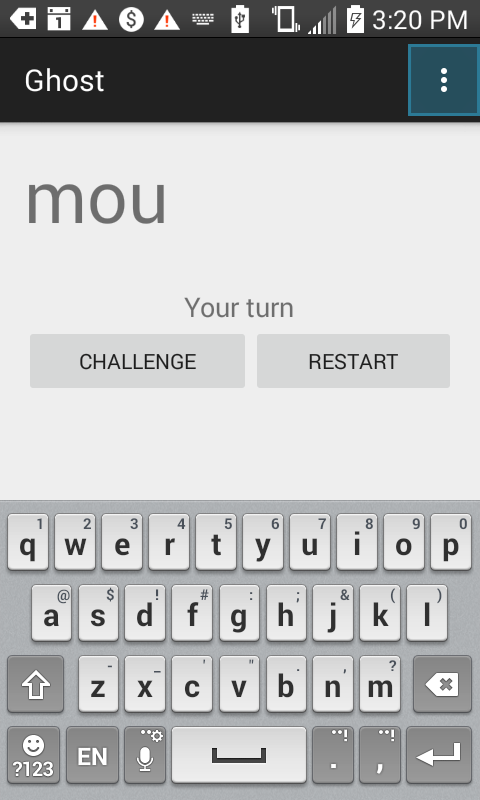 3:20 PM
Ghost
mou
Your turn
CHALLENGE RESTART
1 2 3 4 5 6 7 8 9 0
q w e r t y u i o p
@ $ ! # : ; & ( )
a s d f g h j k l
- _ ' " . , ?
z x c v b n m
?123 EN . ,